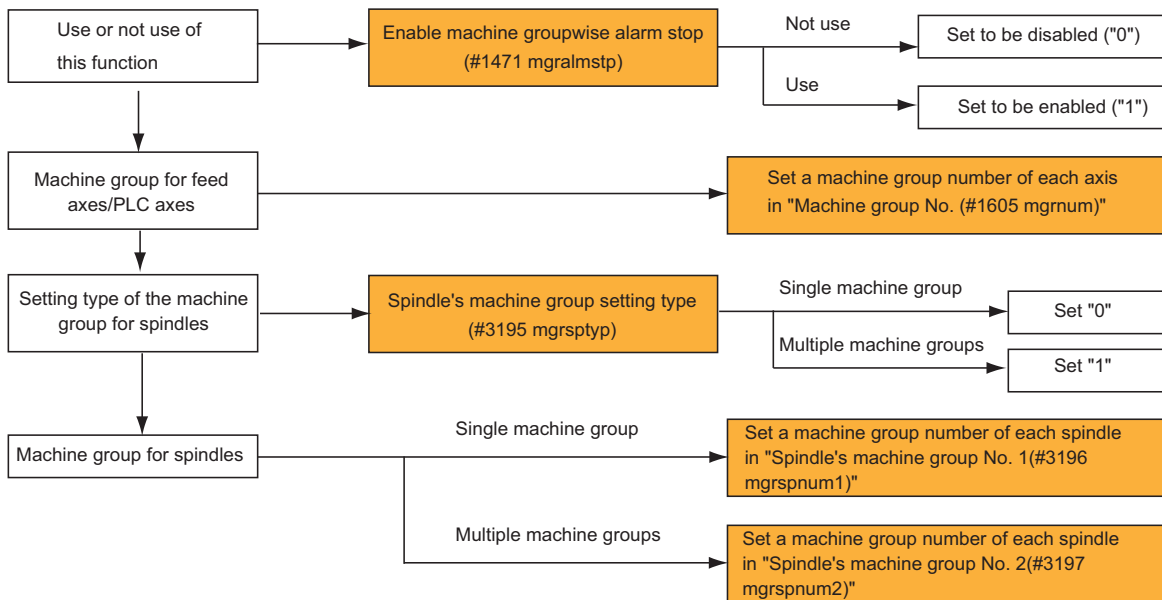 Use or not use of
this function
Enable machine groupwise alarm stop
(#1471 mgralmstp)
Not use
Set to be disabled ("0")
Use
Set to be enabled ("1")
Machine group for feed
axes/PLC axes
Set a machine group number of each axis
in "Machine group No. (#1605 mgrnum)"
Setting type of the machine
group for spindles
Spindle's machine group setting type
(#3195 mgrsptyp)
Single machine group
Set "0"
Multiple machine groups
Set "1"
Machine group for spindles
Single machine group
Set a machine group number of each spindle
in "Spindle's machine group No. 1(#3196
mgrspnum1)"
Multiple machine groups
Set a machine group number of each spindle
in "Spindle's machine group No. 2(#3197
mgrspnum2)"